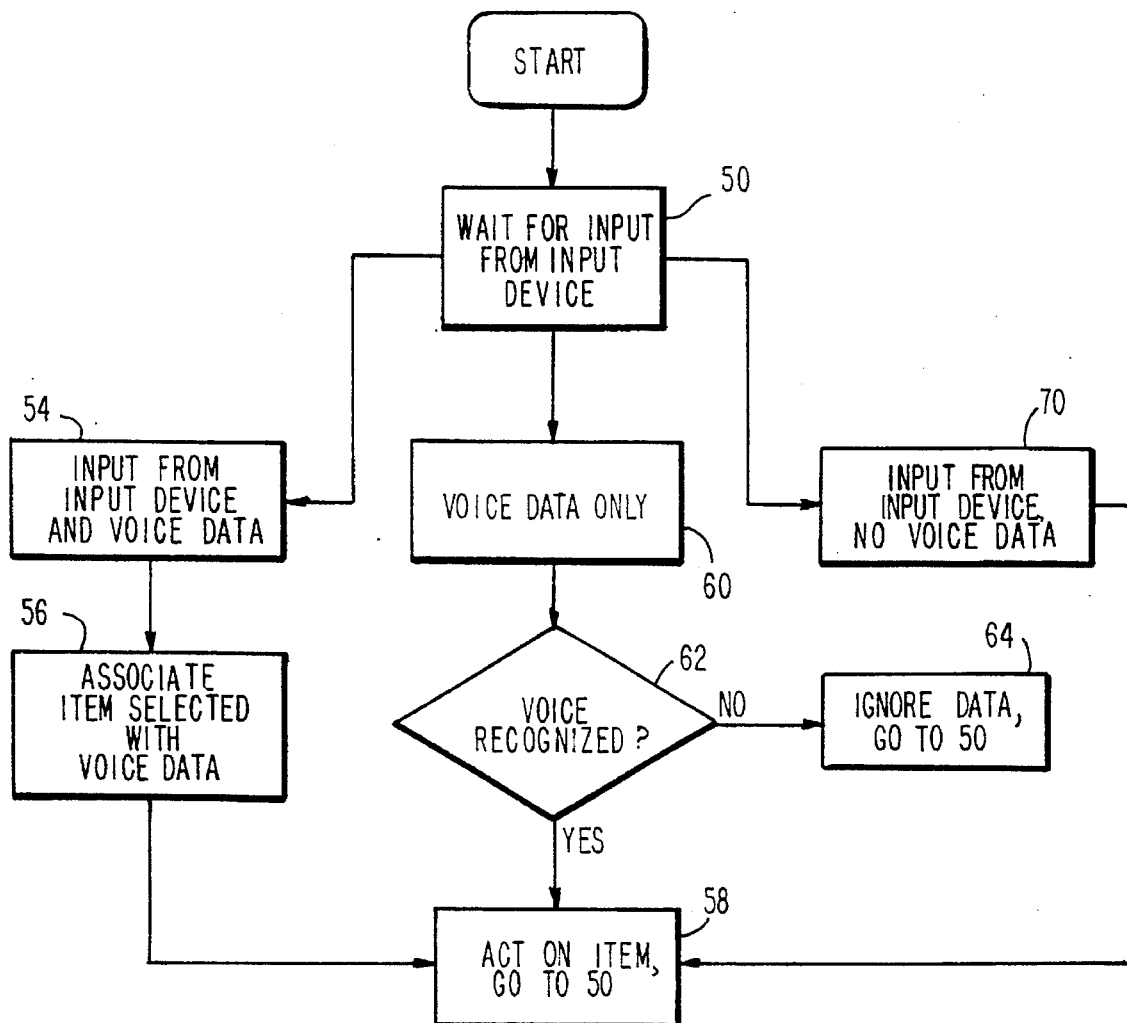 START
50
WAIT FOR INPUT
FROM INPUT
DEVICE
54
INPUT FROM
INPUT DEVICE
AND VOICE DATA
VOICE DATA ONLY
60
70
INPUT FROM
INPUT DEVICE,
NO VOICE DATA
56
ASSOCIATE
ITEM SELECTED
WITH
VOICE DATA
62
VOICE
RECOGNIZED?
NO
64
IGNORE DATA,
GO TO 50
YES
58
ACT ON ITEM,
GO TO 50